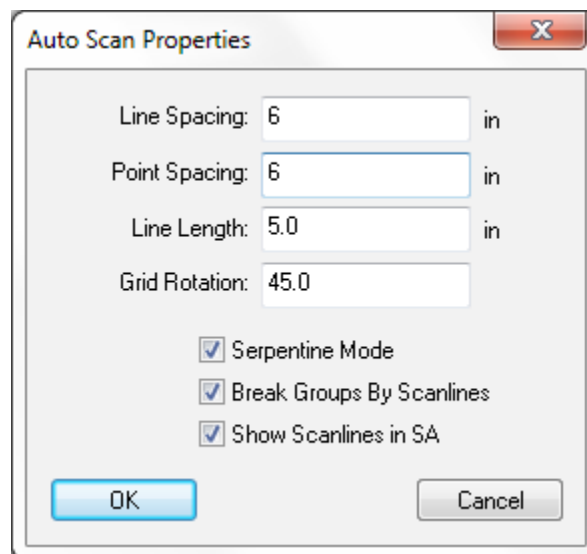 Auto Scan Properties
Line Spacing: 6 in
Point Spacing: 6 in
Line Length: 5.0 in
Grid Rotation: 45.0
Serpentine Mode
Break Groups By Scanlines
Show Scanlines in SA
OK Cancel